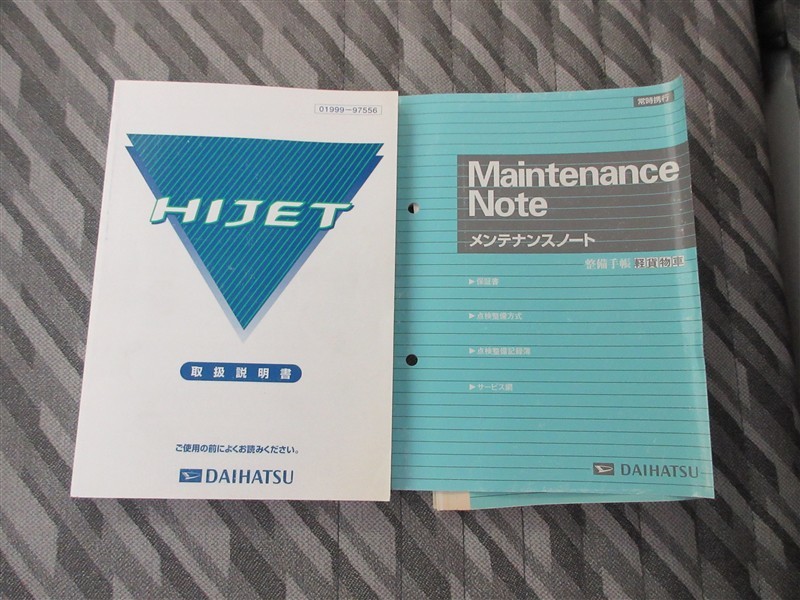 01999-97556
HIJET
取扱説明書
ご使用の前によくお読みください。
DAIHATSU
常時携行
Maintenance
Note
メンテナンスノート
整備手帳 軽貨物車
▶保証書
▶点検整備方式
▶点検整備記録簿
▶サービス網
DAIHATSU